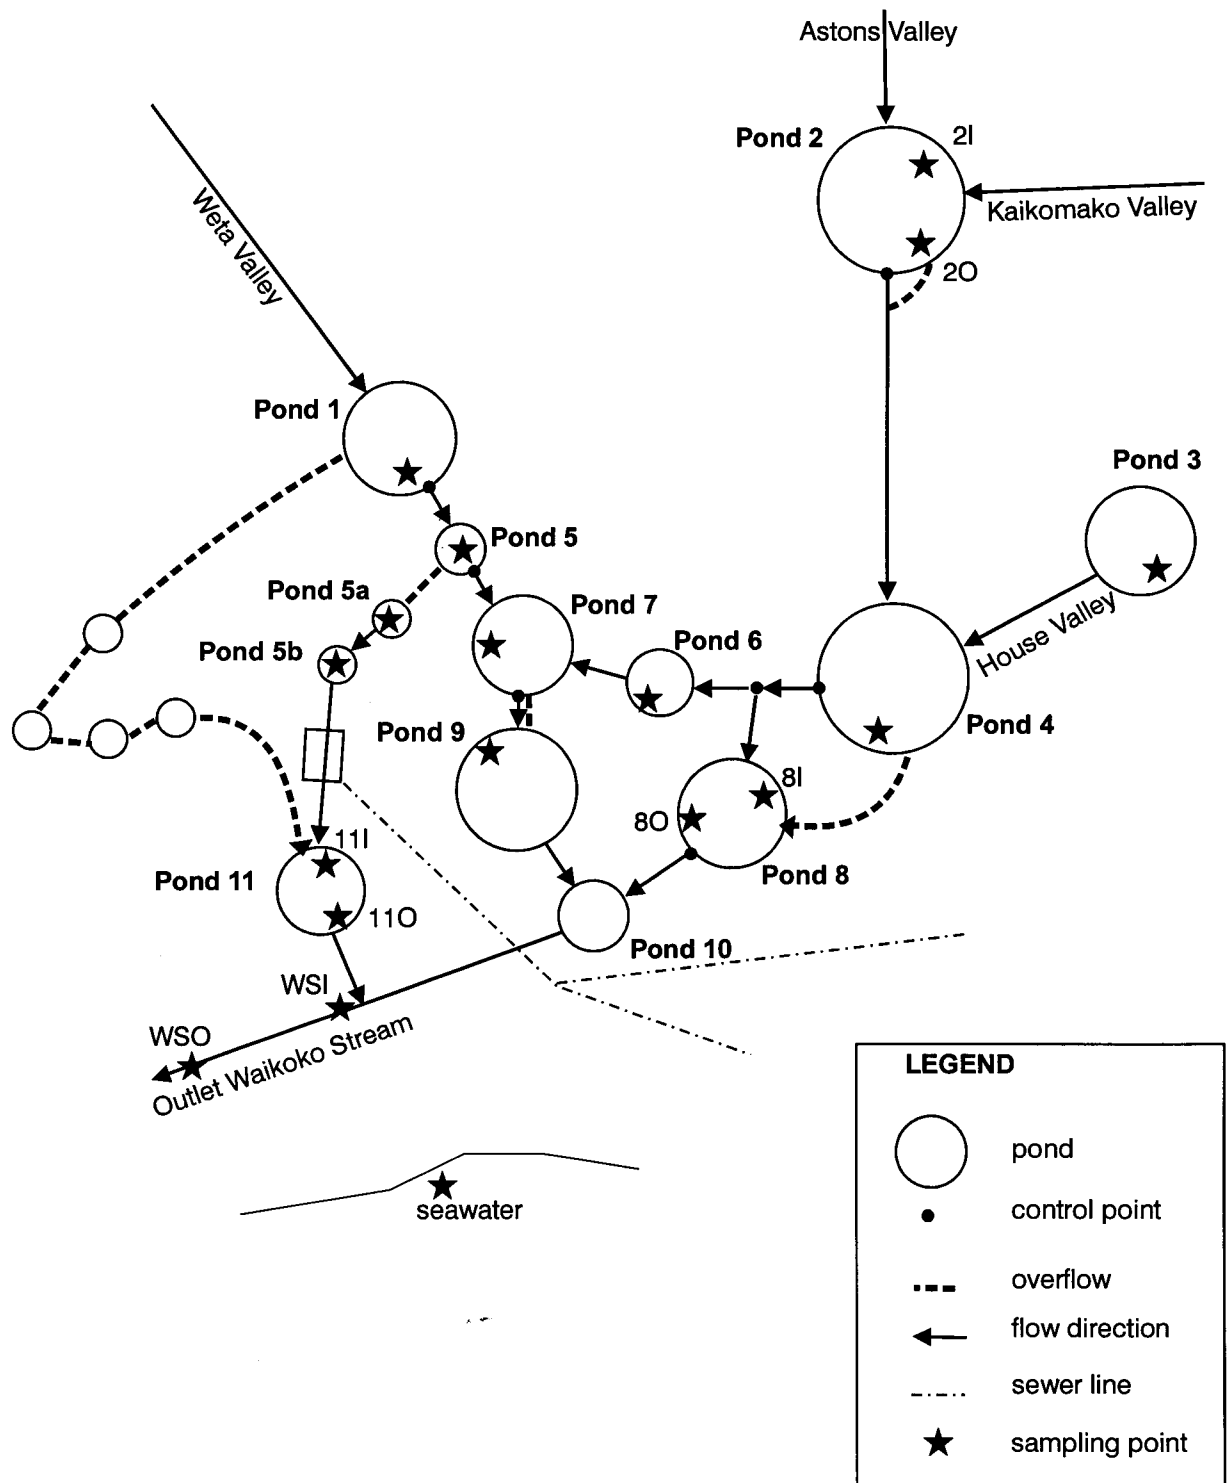 Astons Valley
Pond 2
2I
Kaikomako Valley
2O
Weta Valley
Pond 1
Pond 3
Pond 5
Pond 5a
Pond 7
House Valley
Pond 6
Pond 5b
Pond 4
Pond 9
8I
8O
11I
Pond 8
Pond 11
11O
Pond 10
WSI
WSO
Outlet Waikoko Stream
seawater
LEGEND
pond
control point
overflow
flow direction
sewer line
sampling point